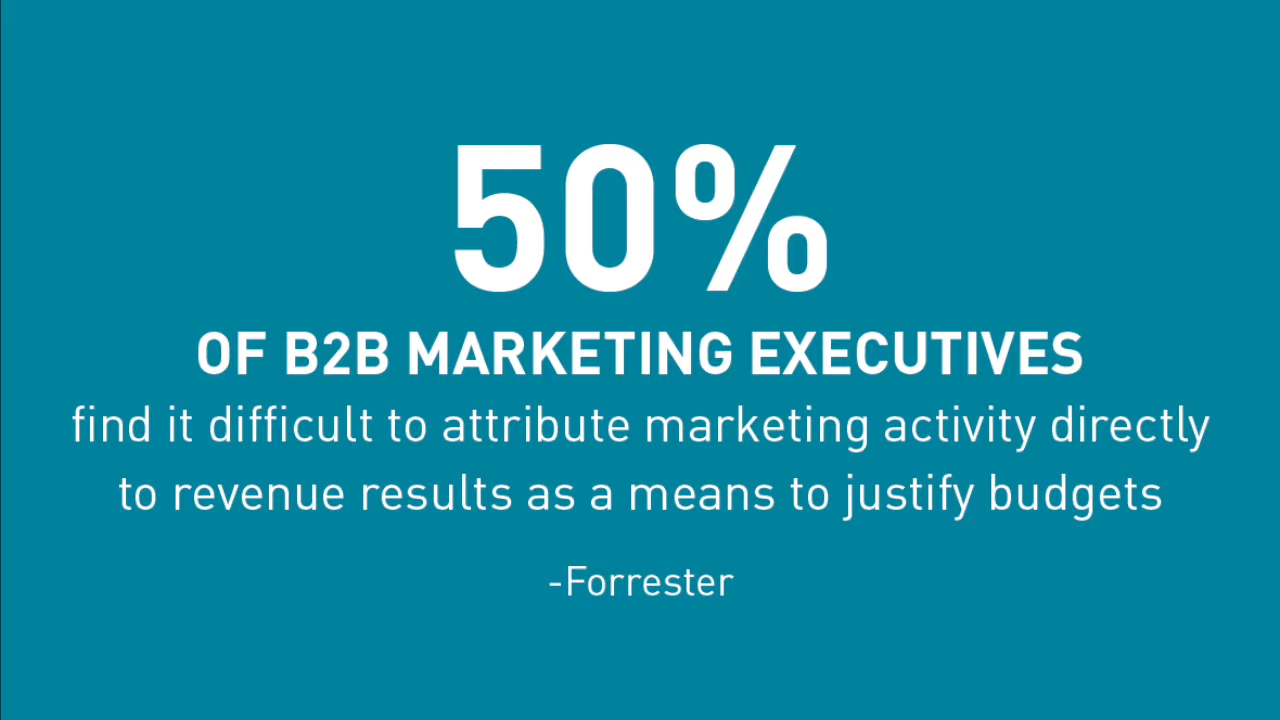 50%
OF B2B MARKETING EXECUTIVES
find it difficult to attribute marketing activity directly
to revenue results as a means to justify budgets
-Forrester